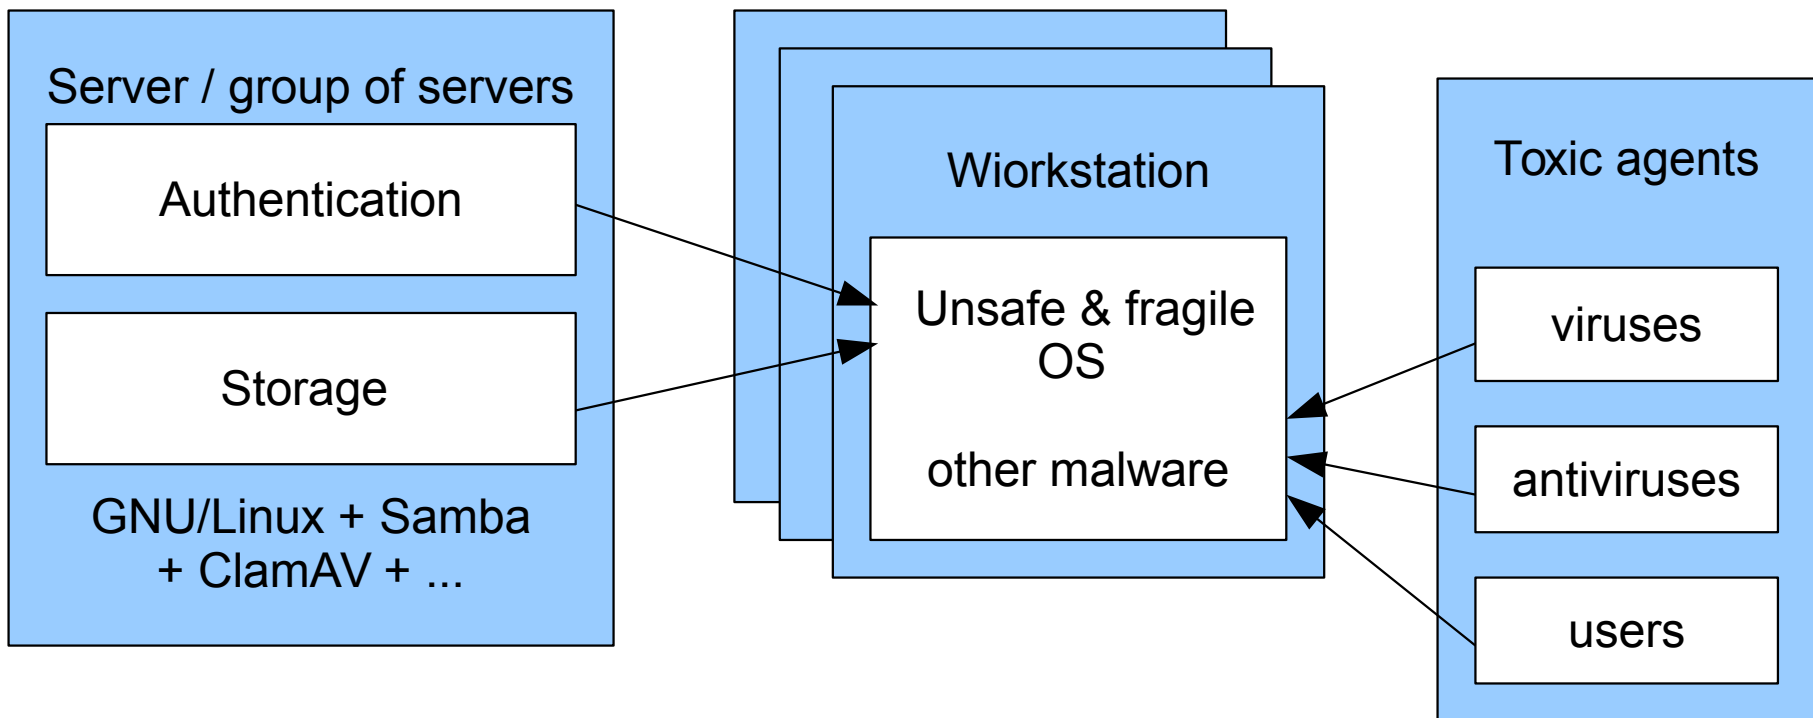 Server / group of servers
Authentication
Storage
GNU/Linux + Samba
+ ClamAV + ...
Wiorkstation
Unsafe & fragile
OS
other malware
Toxic agents
viruses
antiviruses
users